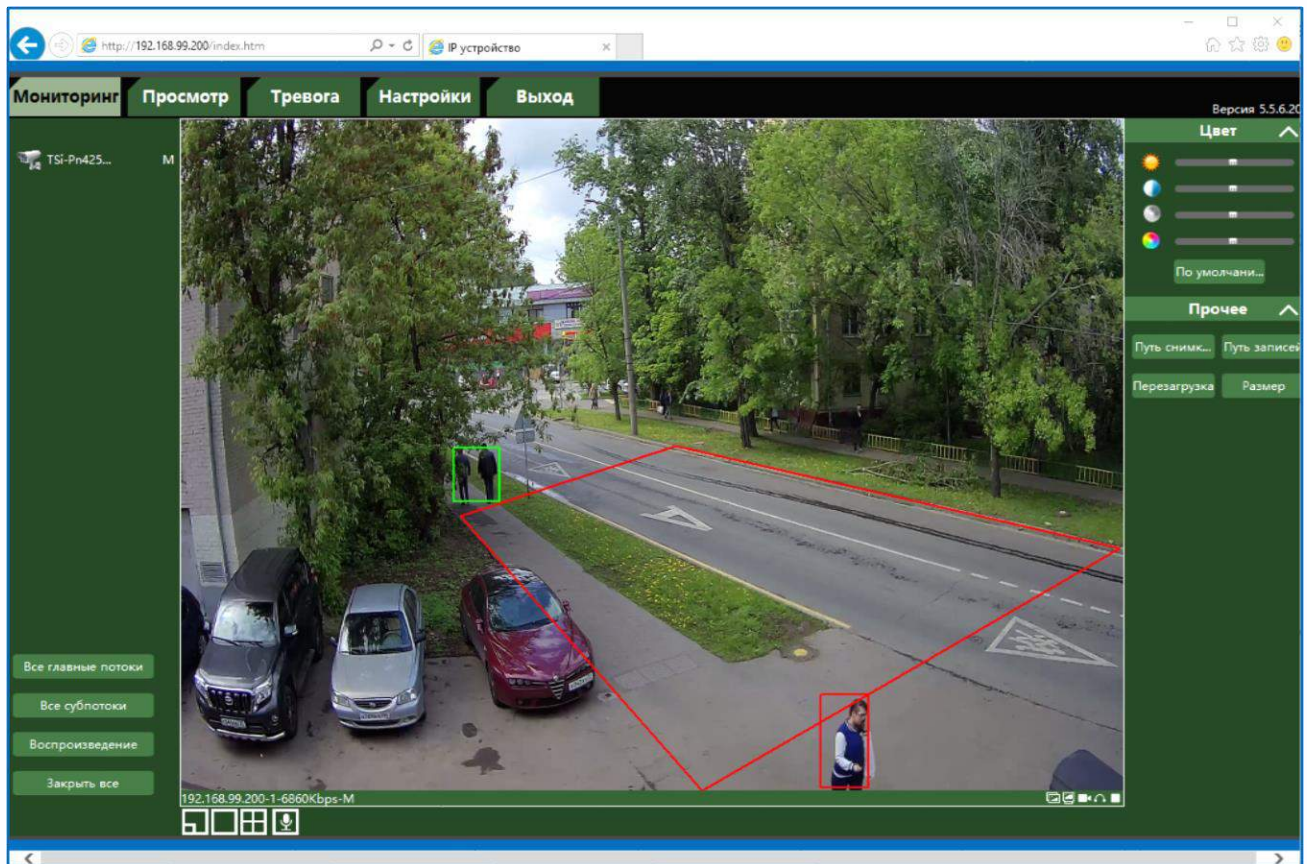 http://192.168.99.200/index.htm
IP устройство
Мониторинг Просмотр Тревога Настройки Выход
Версия 5.5.6.20
TSi-Pn425... M
Цвет
По умолчани...
Прочее
Путь снимк... Путь записей
Перезагрузка Размер
Все главные потоки
Все субпотоки
Воспроизведение
Закрыть все
192.168.99.200-1-6860Kbps-M